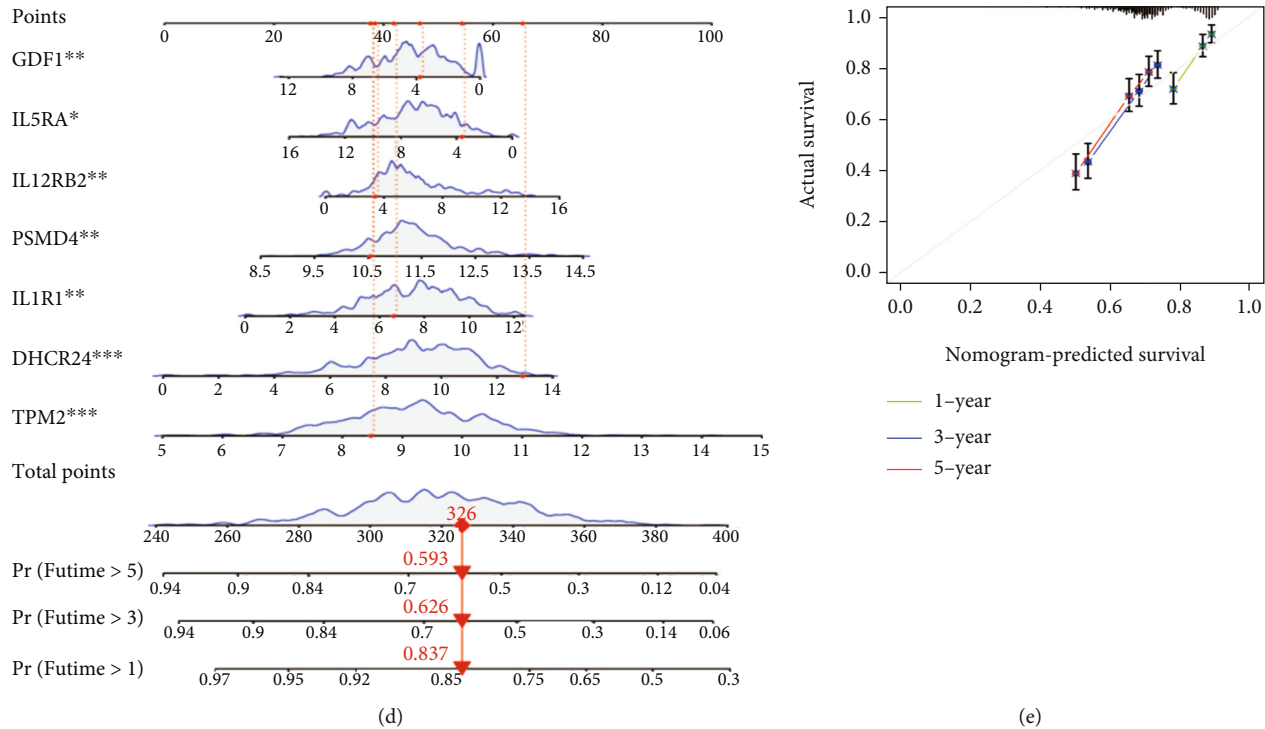 Points
0 20 40 60 80 100
GDF1**
12 8 4 0
IL5RA*
16 12 8 4 0
IL12RB2**
0 4 8 12 16
PSMD4**
8.5 9.5 10.5 11.5 12.5 13.5 14.5
IL1R1**
0 2 4 6 8 10 12
DHCR24***
0 2 4 6 8 10 12 14
TPM2***
5 6 7 8 9 10 11 12 13 14 15
Total points
326
240 260 280 300 320 340 360 380 400
0.593
Pr (Futime > 5)
0.94 0.9 0.84 0.7 0.5 0.3 0.12 0.04
0.626
Pr (Futime > 3)
0.94 0.9 0.84 0.7 0.5 0.3 0.14 0.06
0.837
Pr (Futime > 1)
0.97 0.95 0.92 0.85 0.75 0.65 0.5 0.3
(d)
Actual survival
1.0
0.8
0.6
0.4
0.2
0.0
0.0 0.2 0.4 0.6 0.8 1.0
Nomogram-predicted survival
1-year
3-year
5-year
(e)